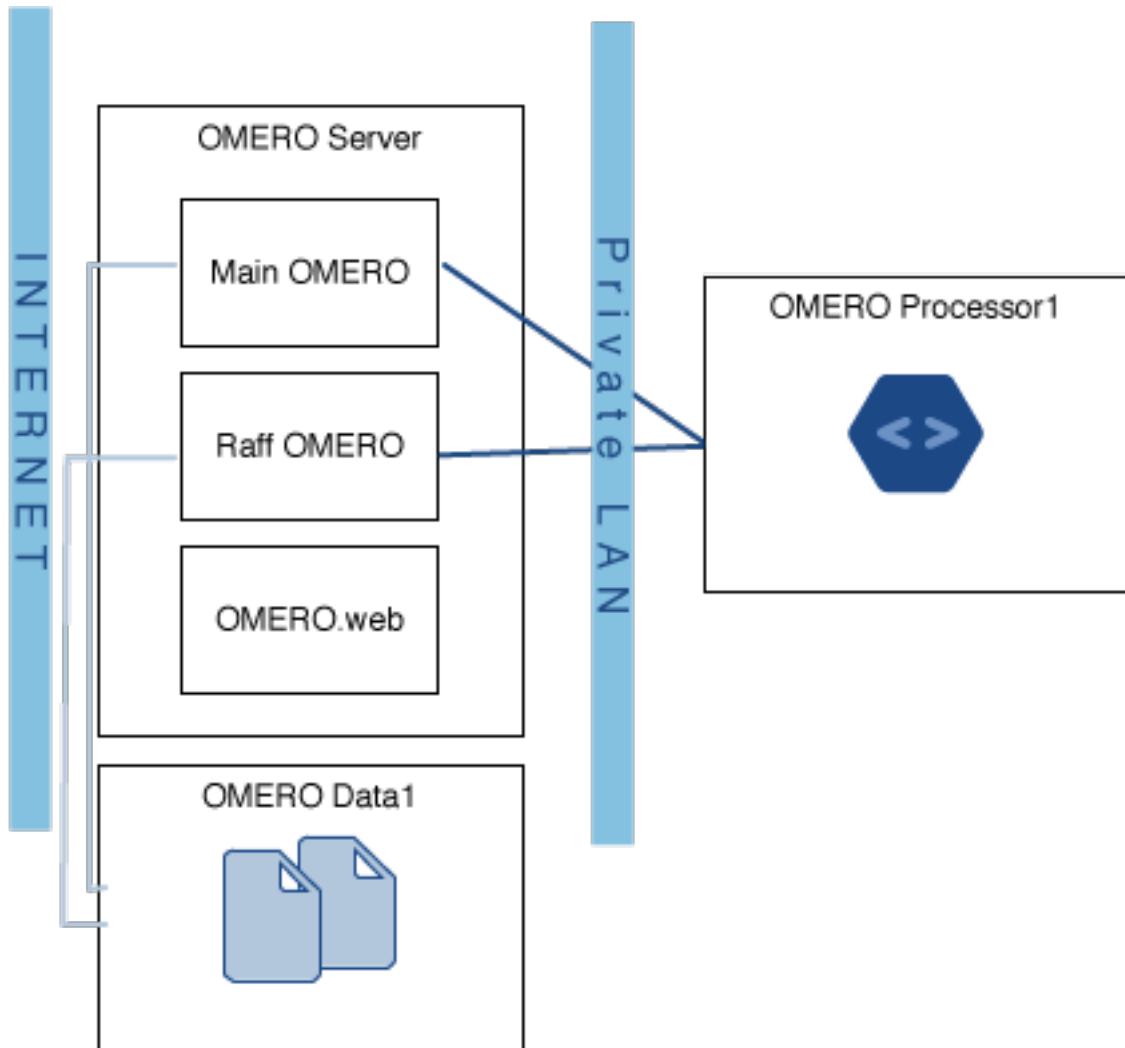 INTERNET
OMERO Server
Main OMERO
Raff OMERO
OMERO.web
OMERO Data1
Private LAN
OMERO Processor1
<>